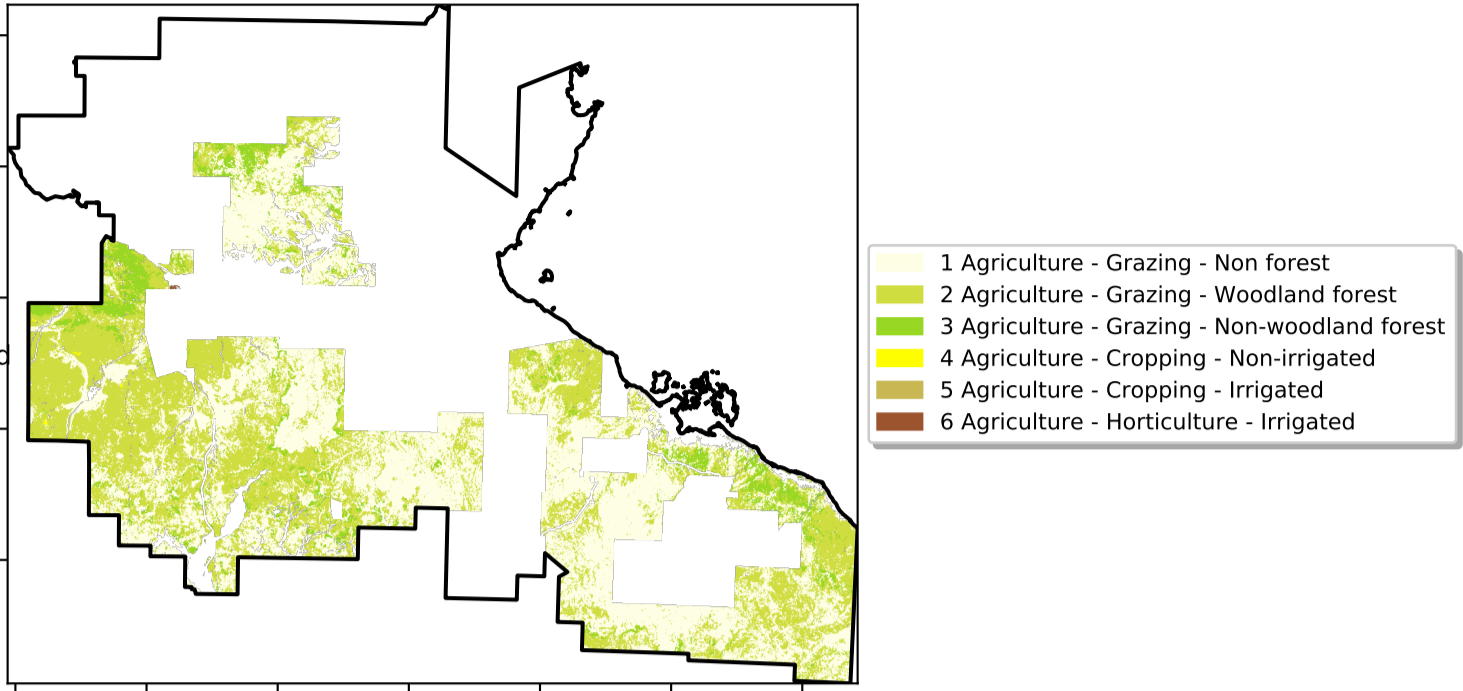 d
1 Agriculture - Grazing - Non forest
2 Agriculture - Grazing - Woodland forest
3 Agriculture - Grazing - Non-woodland forest
4 Agriculture - Cropping - Non-irrigated
5 Agriculture - Cropping - Irrigated
6 Agriculture - Horticulture - Irrigated